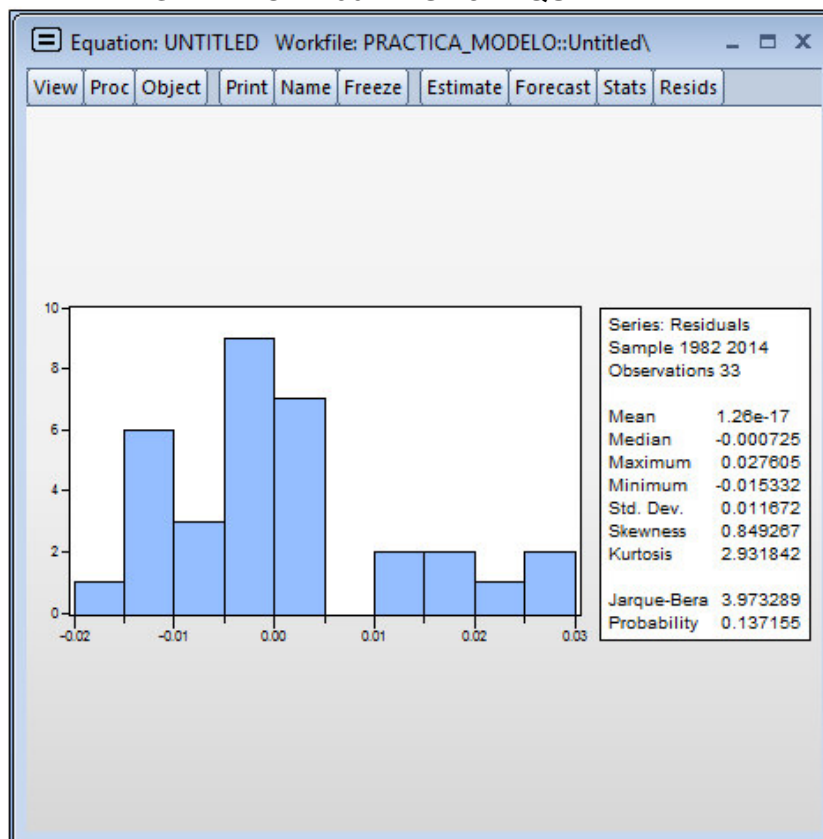 Equation: UNTITLED Workfile: PRACTICA_MODELO::Untitled\
View Proc Object Print Name Freeze Estimate Forecast Stats Resids
10
8
6
4
2
0
-0.02 -0.01 0.00 0.01 0.02 0.03
Series: Residuals
Sample 1982 2014
Observations 33
Mean 1.26e-17
Median -0.000725
Maximum 0.027605
Minimum -0.015332
Std. Dev. 0.011672
Skewness 0.849267
Kurtosis 2.931842
Jarque-Bera 3.973289
Probability 0.137155